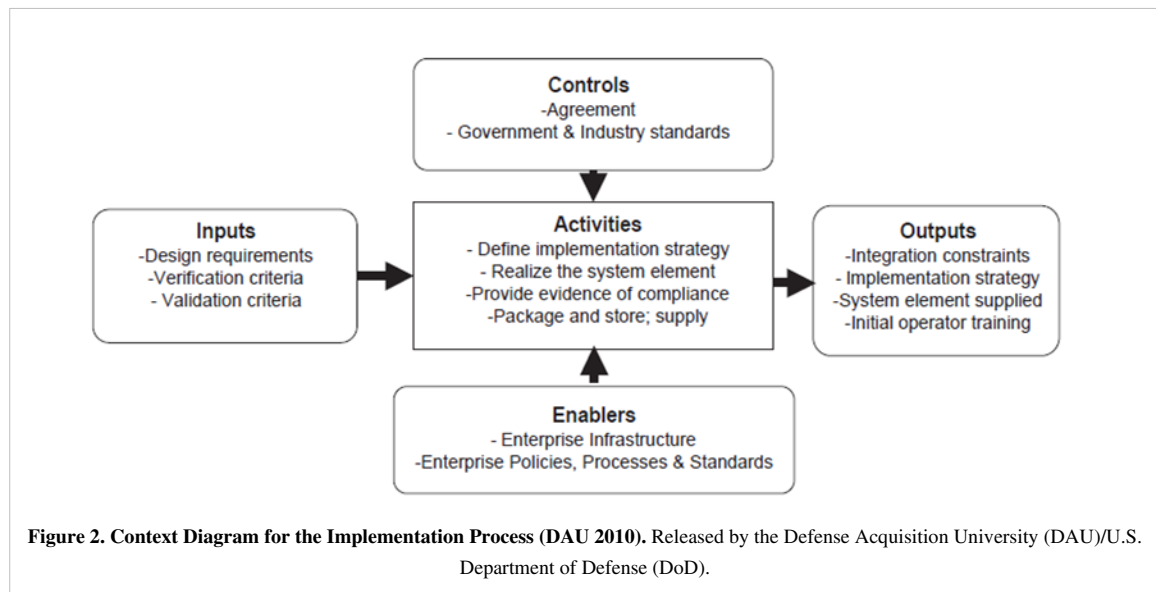 Controls
-Agreement
- Government & Industry standards
Inputs
-Design requirements
-Verification criteria
- Validation criteria
Activities
- Define implementation strategy
- Realize the system element
-Provide evidence of compliance
-Package and store; supply
Outputs
-Integration constraints
- Implementation strategy
-System element supplied
-Initial operator training
Enablers
- Enterprise Infrastructure
-Enterprise Policies, Processes & Standards
Figure 2. Context Diagram for the Implementation Process (DAU 2010). Released by the Defense Acquisition University (DAU)/U.S.
Department of Defense (DoD).